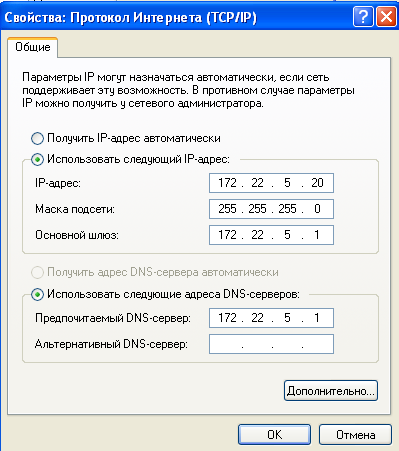 Свойства: Протокол Интернета (TCP/IP)
Общие
Параметры IP могут назначаться автоматически, если сеть
поддерживает эту возможность. В противном случае параметры
IP можно получить у сетевого администратора.
Получить IP-адрес автоматически
Использовать следующий IP-адрес:
IP-адрес: 172 . 22 . 5 . 20
Маска подсети: 255 . 255 . 255 . 0
Основной шлюз: 172 . 22 . 5 . 1
Получить адрес DNS-сервера автоматически
Использовать следующие адреса DNS-серверов:
Предпочитаемый DNS-сервер: 172 . 22 . 5 . 1
Альтернативный DNS-сервер: . . .
Дополнительно...
OK Отмена